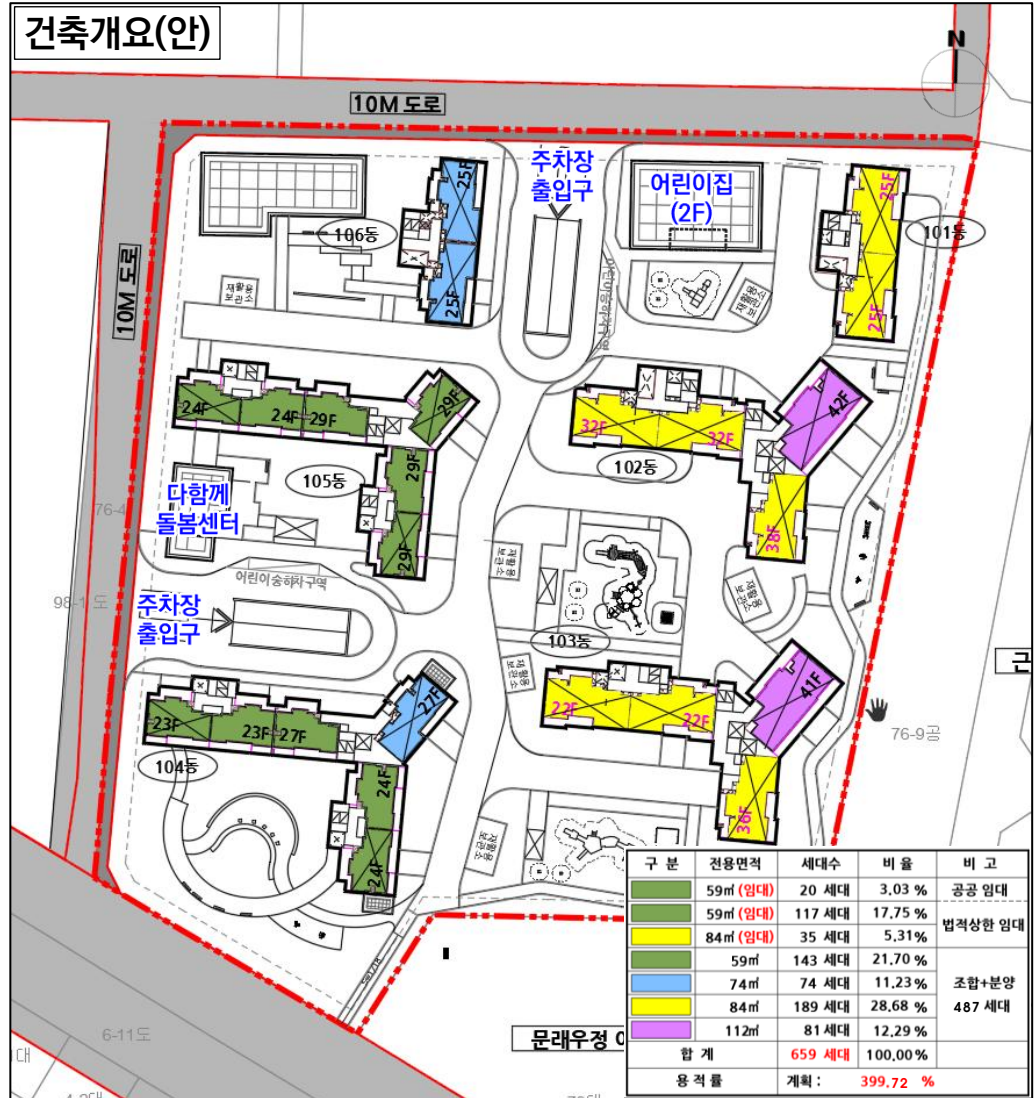 건축개요(안)
N
10M 도로
주차장
출입구
어린이집
(2F)
25F
25F
106동
25F
25F
101동
10M 도로
재활용
보관소
재활용
보관소
24F
24F
29F
29F
29F
29F
105동
32F
32F
42F
38F
102동
다함께
돌봄센터
76-4
어린이승하차구역
재활용
보관소
재활용
보관소
98-1 도
주차장
출입구
103동
재활용
보관소
41F
근
76-9공
23F
23F
27F
27F
24F
24F
104동
22F
22F
36F
재활용
보관소
구 분 전용면적 세대수 비 율 비 고
59㎡ (임대) 20 세대 3.03 % 공공 임대
59㎡ (임대) 117 세대 17.75 % 법적상한 임대
84㎡ (임대) 35 세대 5.31 %
59㎡ 143 세대 21.70 %
74㎡ 74 세대 11.23 % 조합+분양
84㎡ 189 세대 28.68 % 487 세대
112㎡ 81 세대 12.29 %
합 계 659 세대 100.00 %
용 적 률 계획 : 399.72 %
6-11도
문래우정